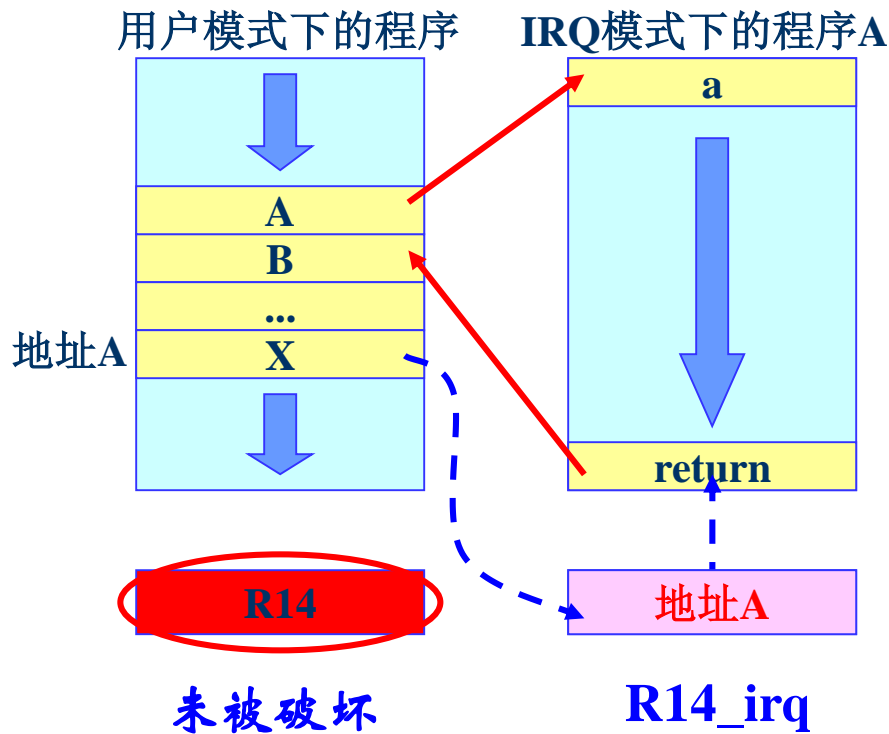 用户模式下的程序
IRQ模式下的程序A
a
A
B
...
地址A
X
return
R14
地址A
未被破坏
R14_irq